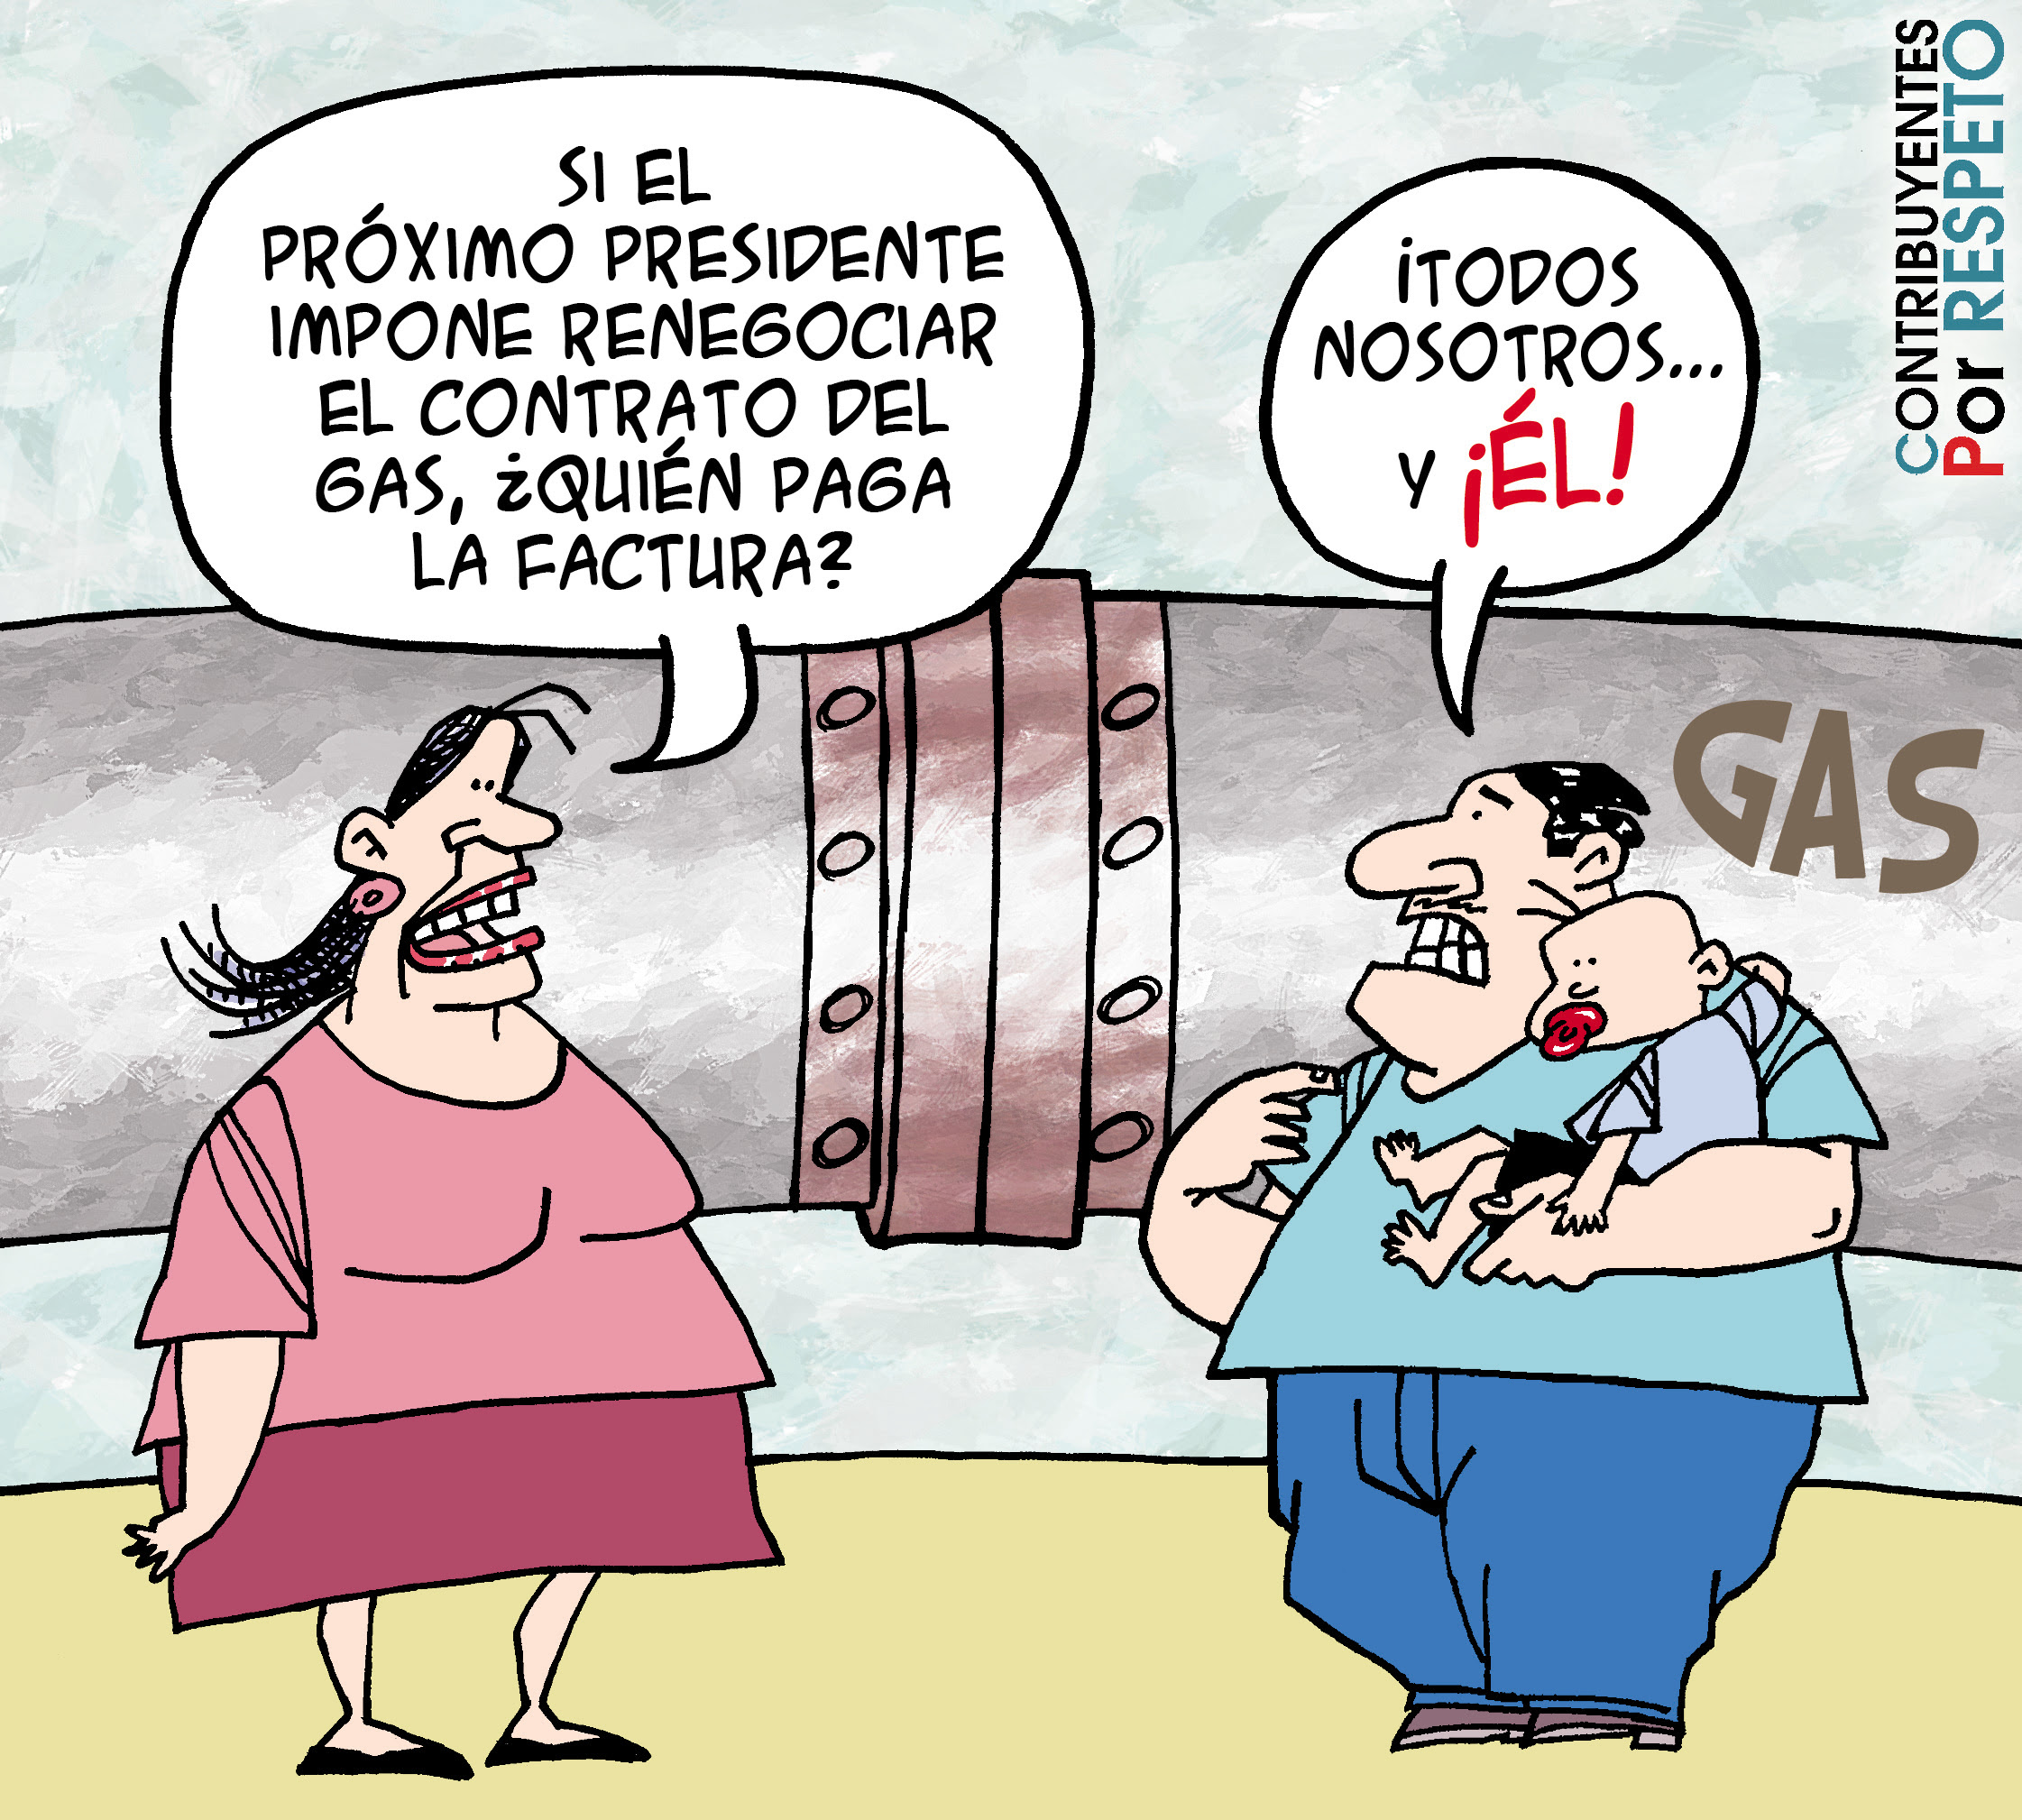 SI EL
PRÓXIMO PRESIDENTE
IMPONE RENEGOCIAR
EL CONTRATO DEL
GAS, ¿QUIÉN PAGA
LA FACTURA?
¡TODOS
NOSOTROS...
Y ¡ÉL!
GAS
CONTRIBUYENTES
Por RESPETO